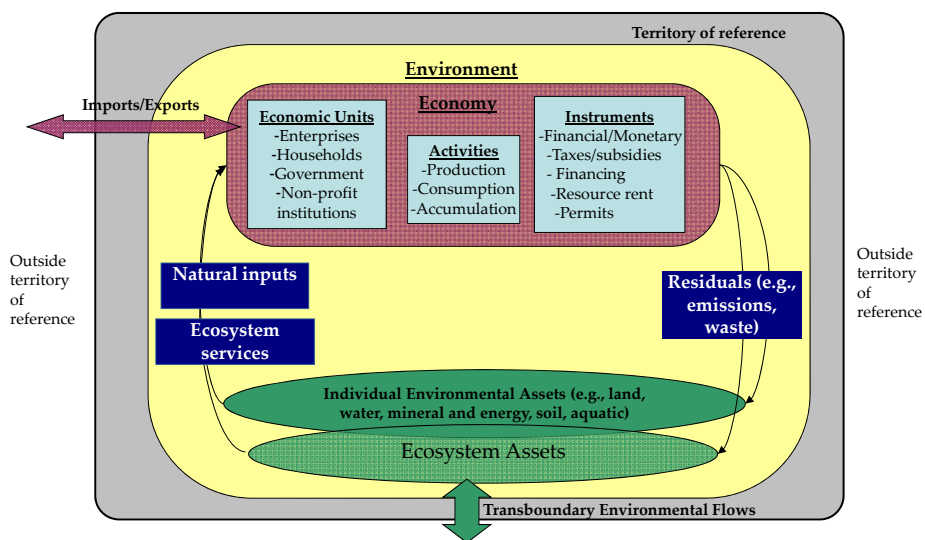 Territory of reference
Environment
Imports/Exports
Economy
Economic Units
-Enterprises
-Households
-Government
-Non-profit
institutions
Activities
-Production
-Consumption
-Accumulation
Instruments
-Financial/Monetary
-Taxes/subsidies
- Financing
-Resource rent
-Permits
Outside
territory
of
reference
Natural inputs
Ecosystem
services
Residuals (e.g.,
emissions,
waste)
Outside
territory
of
reference
Individual Environmental Assets (e.g., land,
water, mineral and energy, soil, aquatic)
Ecosystem Assets
Transboundary Environmental Flows